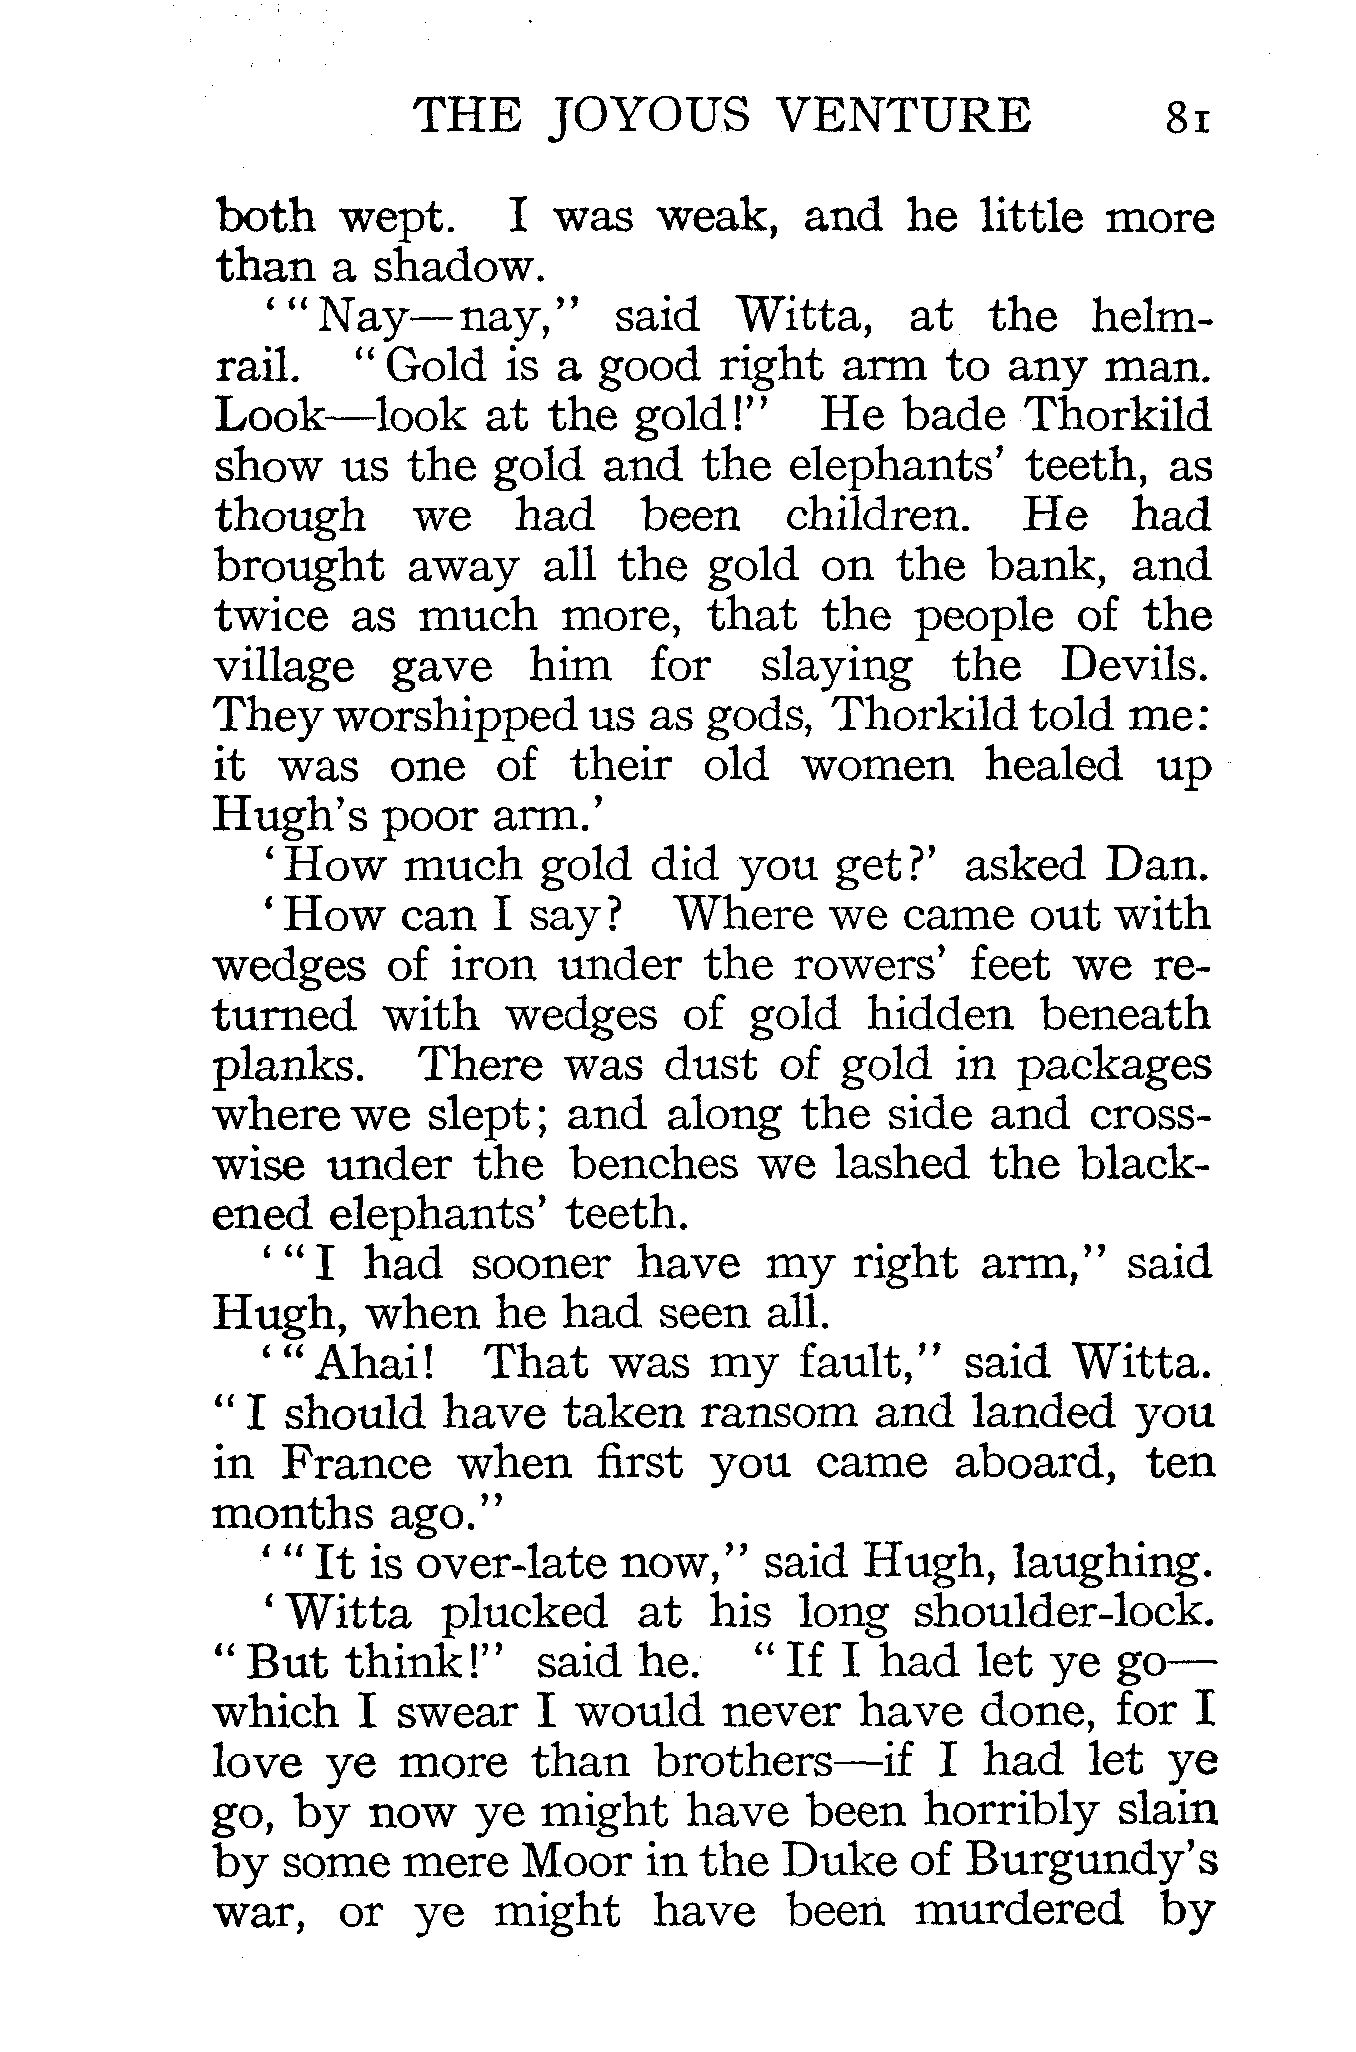 THE JOYOUS VENTURE 81
both wept. I was weak, and he little more
than a shadow.
‘“Nay—nay,” said Witta, at the helm-
rail. “Gold is a good right arm to any man.
Look—look at the gold!” He bade Thorkild
show us the gold and the elephants’ teeth, as
though we had been children. He had
brought away all the gold on the bank, and
twice as much more, that the people of the
village gave him for slaying the Devils.
They worshipped us as gods, Thorkild told me:
it was one of their old women healed up
Hugh’s poor arm.’
‘How much gold did you get?’ asked Dan.
‘How can I say? Where we came out with
wedges of iron under the rowers’ feet we re-
turned with wedges of gold hidden beneath
planks. There was dust of gold in packages
where we slept; and along the side and cross-
wise under the benches we lashed the black-
ened elephants’ teeth.
‘“I had sooner have my right arm,” said
Hugh, when he had seen all.
‘“Ahai! That was my fault,” said Witta.
“I should have taken ransom and landed you
in France when first you came aboard, ten
months ago.”
‘“It is over-late now,” said Hugh, laughing.
‘Witta plucked at his long shoulder-lock.
“But think!” said he. “If I had let ye go—
which I swear I would never have done, for I
love ye more than brothers—if I had let ye
go, by now ye might have been horribly slain
by some mere Moor in the Duke of Burgundy’s
war, or ye might have been murdered by